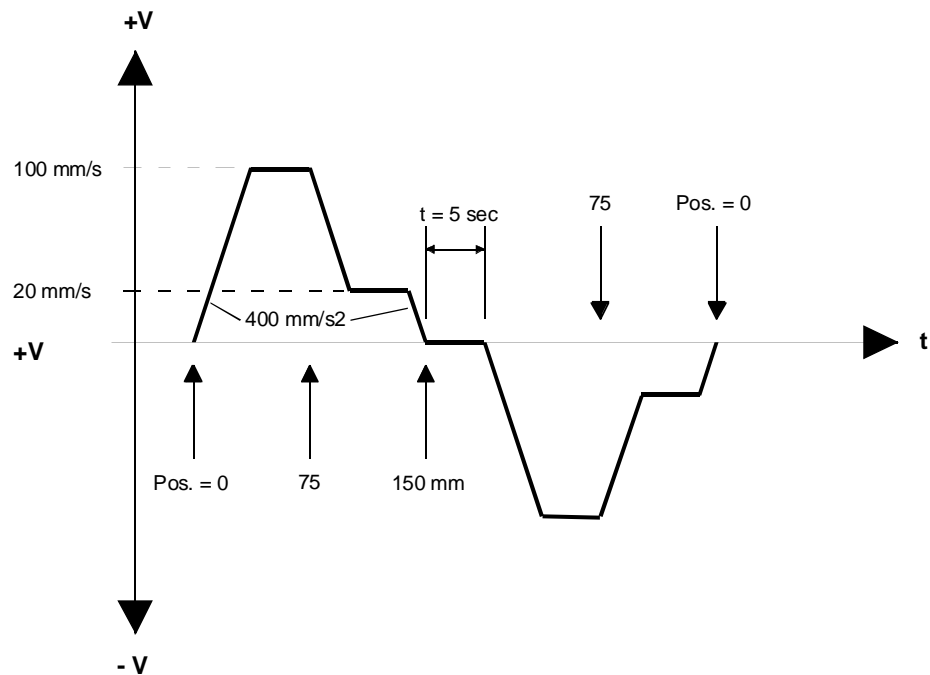 +V
100 mm/s
75
Pos. = 0
t = 5 sec
20 mm/s
400 mm/s2
+V
t
Pos. = 0
75
150 mm
- V